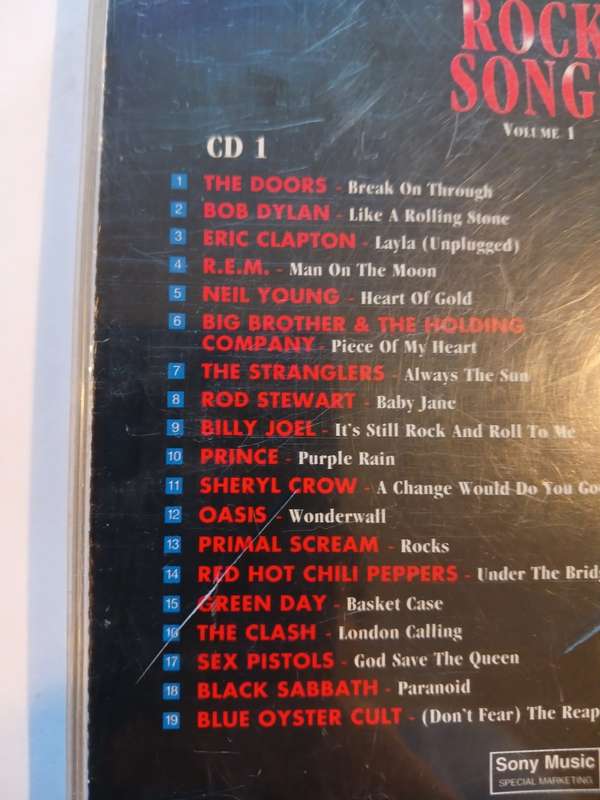 ROCK
SONGS
VOLUME 1
CD 1
1 THE DOORS - Break On Through
2 BOB DYLAN - Like A Rolling Stone
3 ERIC CLAPTON - Layla (Unplugged)
4 R.E.M. - Man On The Moon
5 NEIL YOUNG - Heart Of Gold
6 BIG BROTHER & THE HOLDING
COMPANY - Piece Of My Heart
7 THE STRANGLERS - Always The Sun
8 ROD STEWART - Baby Jane
9 BILLY JOEL - It's Still Rock And Roll To Me
10 PRINCE - Purple Rain
11 SHERYL CROW - A Change Would Do You Goo
12 OASIS - Wonderwall
13 PRIMAL SCREAM - Rocks
14 RED HOT CHILI PEPPERS - Under The Bridg
15 GREEN DAY - Basket Case
16 THE CLASH - London Calling
17 SEX PISTOLS - God Save The Queen
18 BLACK SABBATH - Paranoid
19 BLUE OYSTER CULT - (Don't Fear) The Reap
Sony Music
SPECIAL MARKETING